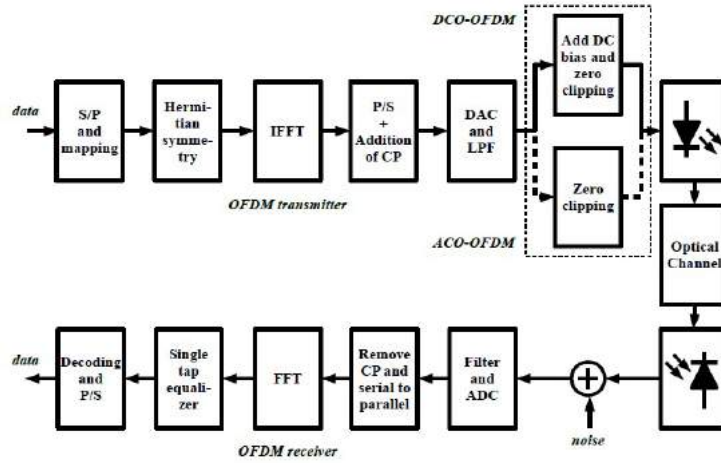 DCO-OFDM
Add DC
bias and
zero
clipping
data
S/P
and
mapping
Hermi-
tian
symme-
try
IFFT
P/S
+
Addition
of CP
DAC
and
LPF
Zero
clipping
OFDM transmitter
ACO-OFDM
Optical
Channel
data
Decoding
and
P/S
Single
tap
equali-
zer
FFT
Remove
CP and
serial to
parallel
Filter
and
ADC
noise
OFDM receiver